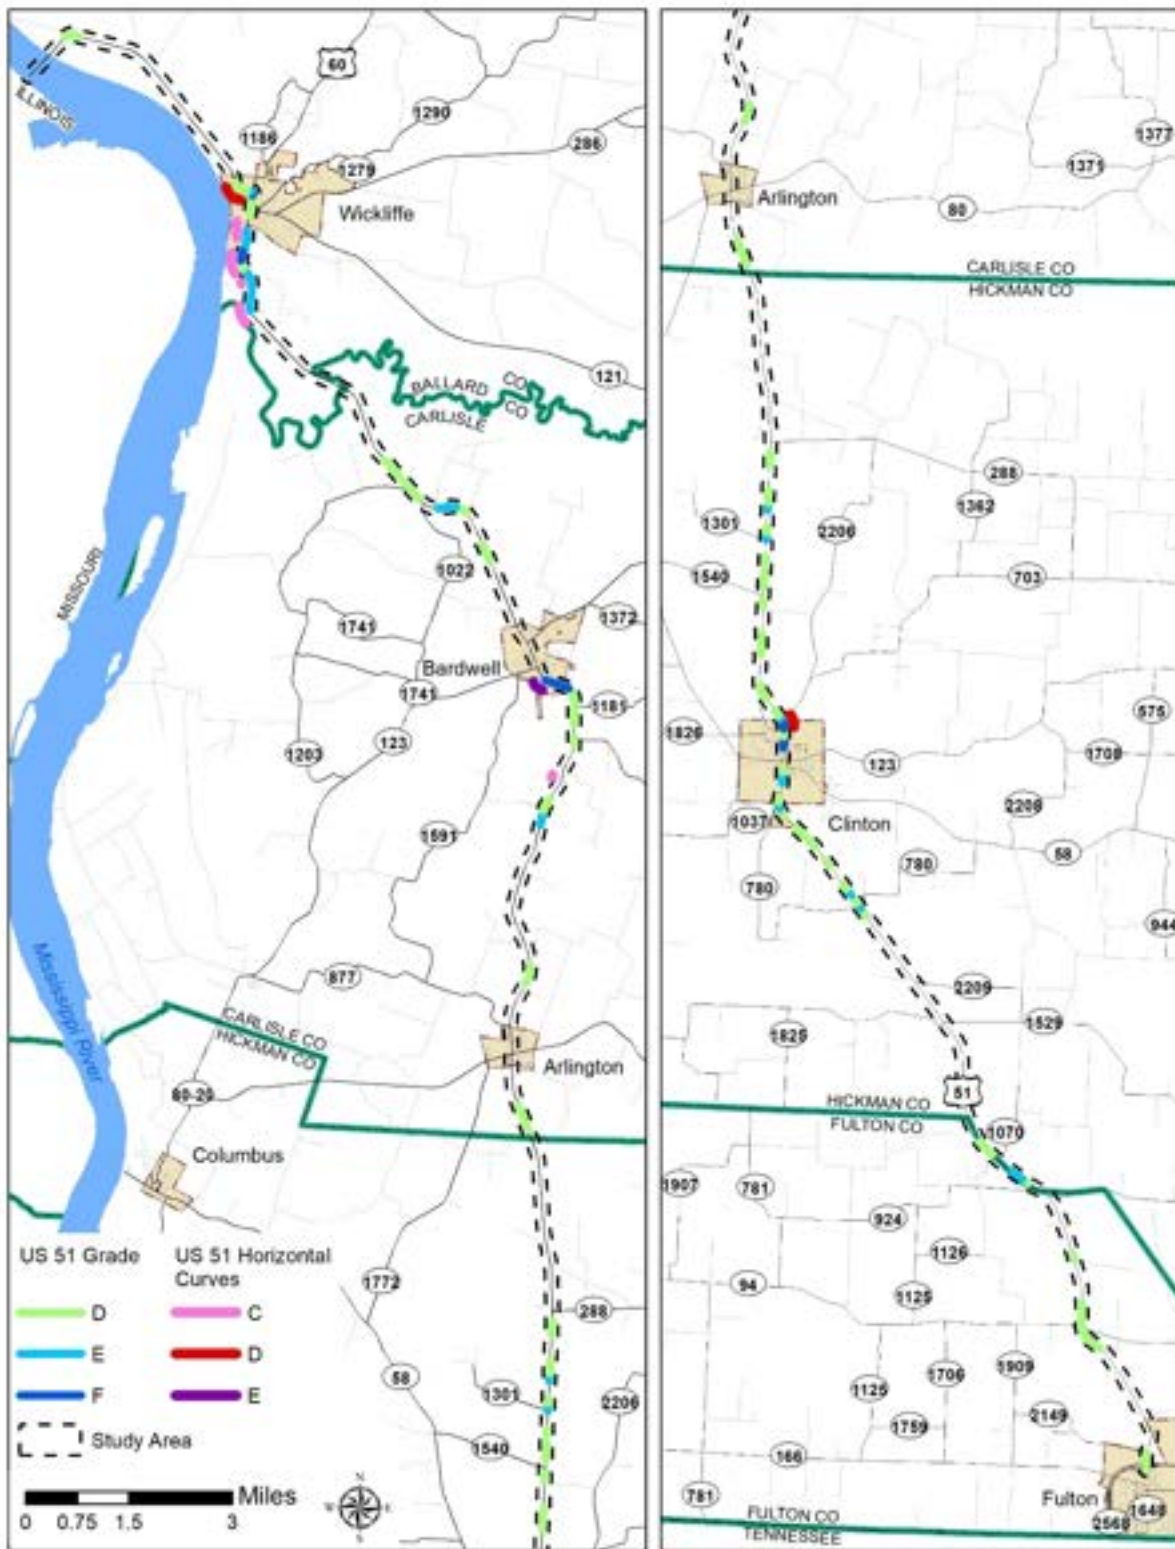 60
ILLINOIS
1186
1290
286
1279
Wickliffe
121
BALLARD CO
CARLISLE CO
MISSOURI
1022
1741
1372
Bardwell
1741
1181
1203
123
1591
877
Mississippi River
CARLISLE CO
HICKMAN CO
Arlington
80-20
Columbus
1772
288
58
1301
2206
1540
US 51 Grade
US 51 Horizontal
Curves
D
C
E
D
F
E
Study Area
Miles
0 0.75 1.5 3
N
W E
S
1377
1371
Arlington
80
CARLISLE CO
HICKMAN CO
288
1362
1301
2206
1540
703
575
1826
123
1708
2206
1037
Clinton
58
780
780
944
2209
1529
1825
51
HICKMAN CO
FULTON CO
1070
1907
781
924
1126
94
1125
1909
1706
1125
2149
1759
166
781
Fulton
1648
2568
FULTON CO
TENNESSEE